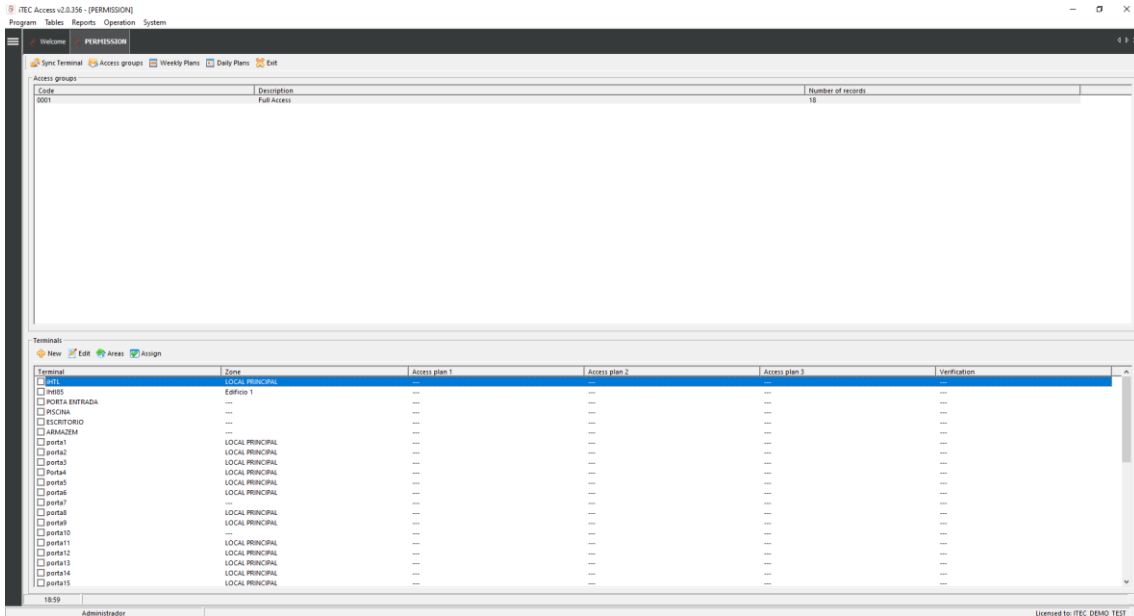 iTEC Access v2.0.356 - [PERMISSION]
Program Tables Reports Operation System
Welcome PERMISSION
Sync Terminal Access groups Weekly Plans Daily Plans Exit
Access groups
Code Description Number of records
0001 Full Access 18
Terminals
New Edit Areas Assign
Terminal Zone Access plan 1 Access plan 2 Access plan 3 Verification
iHTL LOCAL PRINCIPAL --- --- --- ---
Ihtl85 Edificio 1 --- --- --- ---
PORTA ENTRADA --- --- --- --- ---
PISCINA --- --- --- --- ---
ESCRITORIO --- --- --- --- ---
ARMAZEM --- --- --- --- ---
porta1 LOCAL PRINCIPAL --- --- --- ---
porta2 LOCAL PRINCIPAL --- --- --- ---
porta3 LOCAL PRINCIPAL --- --- --- ---
Porta4 LOCAL PRINCIPAL --- --- --- ---
porta5 LOCAL PRINCIPAL --- --- --- ---
porta6 LOCAL PRINCIPAL --- --- --- ---
porta7 --- --- --- --- ---
porta8 LOCAL PRINCIPAL --- --- --- ---
porta9 LOCAL PRINCIPAL --- --- --- ---
porta10 --- --- --- --- ---
porta11 LOCAL PRINCIPAL --- --- --- ---
porta12 LOCAL PRINCIPAL --- --- --- ---
porta13 LOCAL PRINCIPAL --- --- --- ---
porta14 LOCAL PRINCIPAL --- --- --- ---
porta15 LOCAL PRINCIPAL --- --- --- ---
18:59
Administrador Licensed to: ITEC DEMO TEST